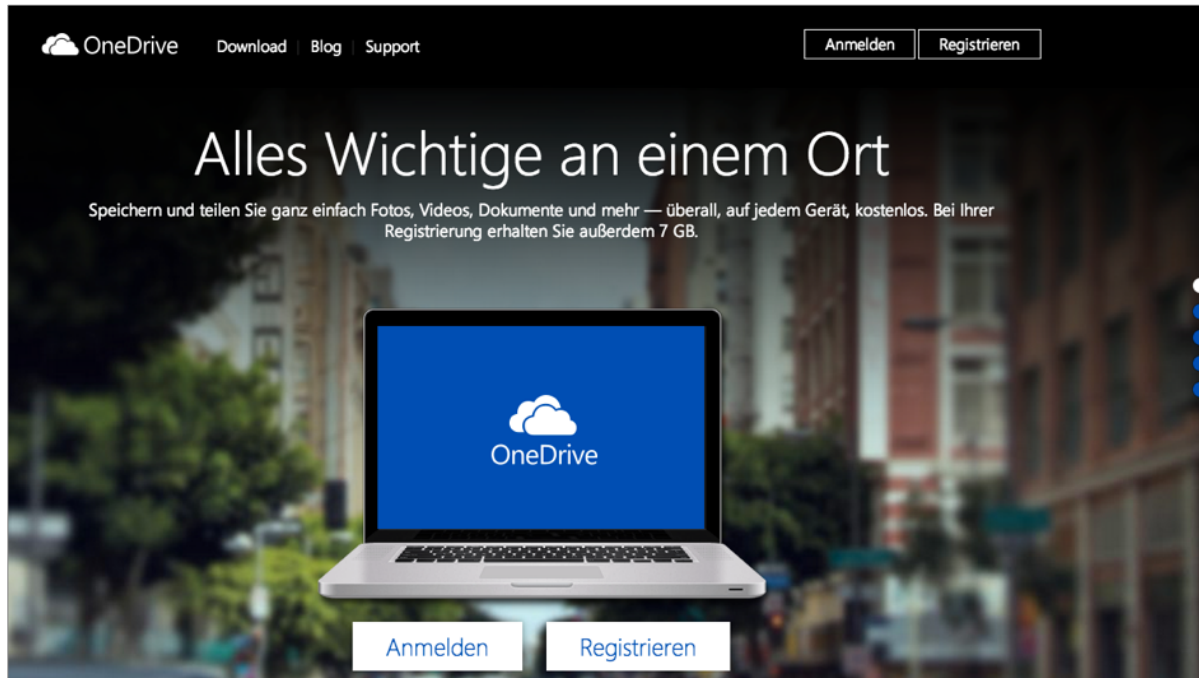 OneDrive Download Blog Support Anmelden Registrieren
Alles Wichtige an einem Ort
Speichern und teilen Sie ganz einfach Fotos, Videos, Dokumente und mehr — überall, auf jedem Gerät, kostenlos. Bei Ihrer
Registrierung erhalten Sie außerdem 7 GB.
OneDrive
Anmelden Registrieren